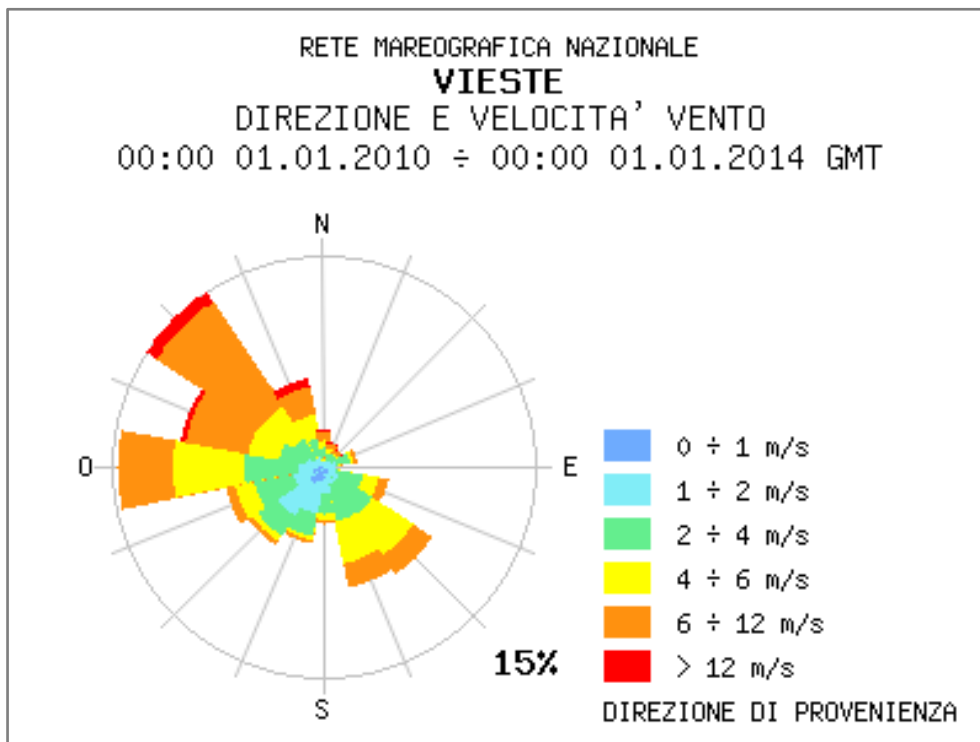 RETE MAREOGRAFICA NAZIONALE
VIESTE
DIREZIONE E VELOCITA' VENTO
00:00 01.01.2010 ÷ 00:00 01.01.2014 GMT
N
O
E
S
15%
0 ÷ 1 m/s
1 ÷ 2 m/s
2 ÷ 4 m/s
4 ÷ 6 m/s
6 ÷ 12 m/s
> 12 m/s
DIREZIONE DI PROVENIENZA